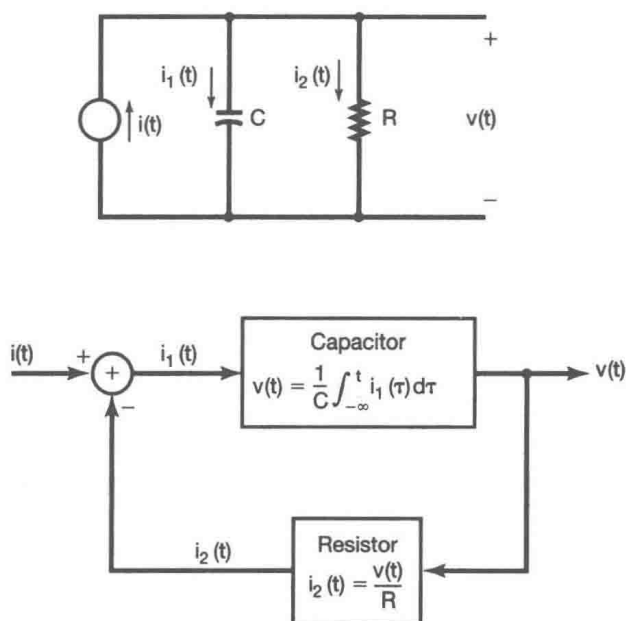 +
i₁(t)
i₂(t)
i(t)
C
R
v(t)
−
i(t)
+
+
−
i₁(t)
Capacitor
v(t) = 1/C ∫_{-∞}^{t} i₁(τ)dτ
v(t)
i₂(t)
Resistor
i₂(t) = v(t)/R